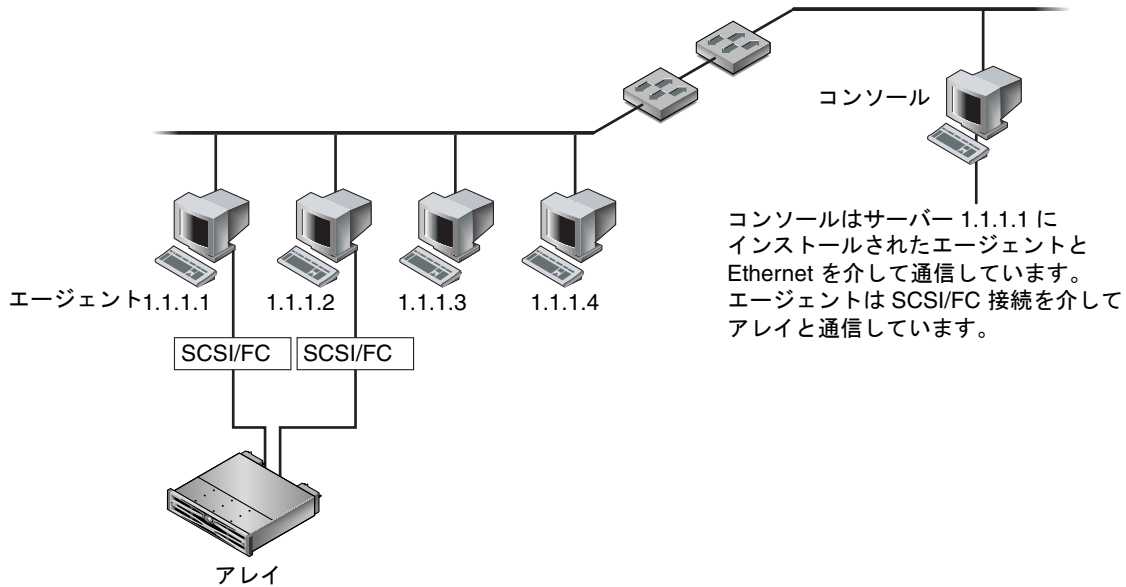 コンソール
コンソールはサーバー 1.1.1.1 に
インストールされたエージェントと
Ethernet を介して通信しています。
エージェントは SCSI/FC 接続を介して
アレイと通信しています。
エージェント1.1.1.1 1.1.1.2 1.1.1.3 1.1.1.4
SCSI/FC SCSI/FC
アレイ